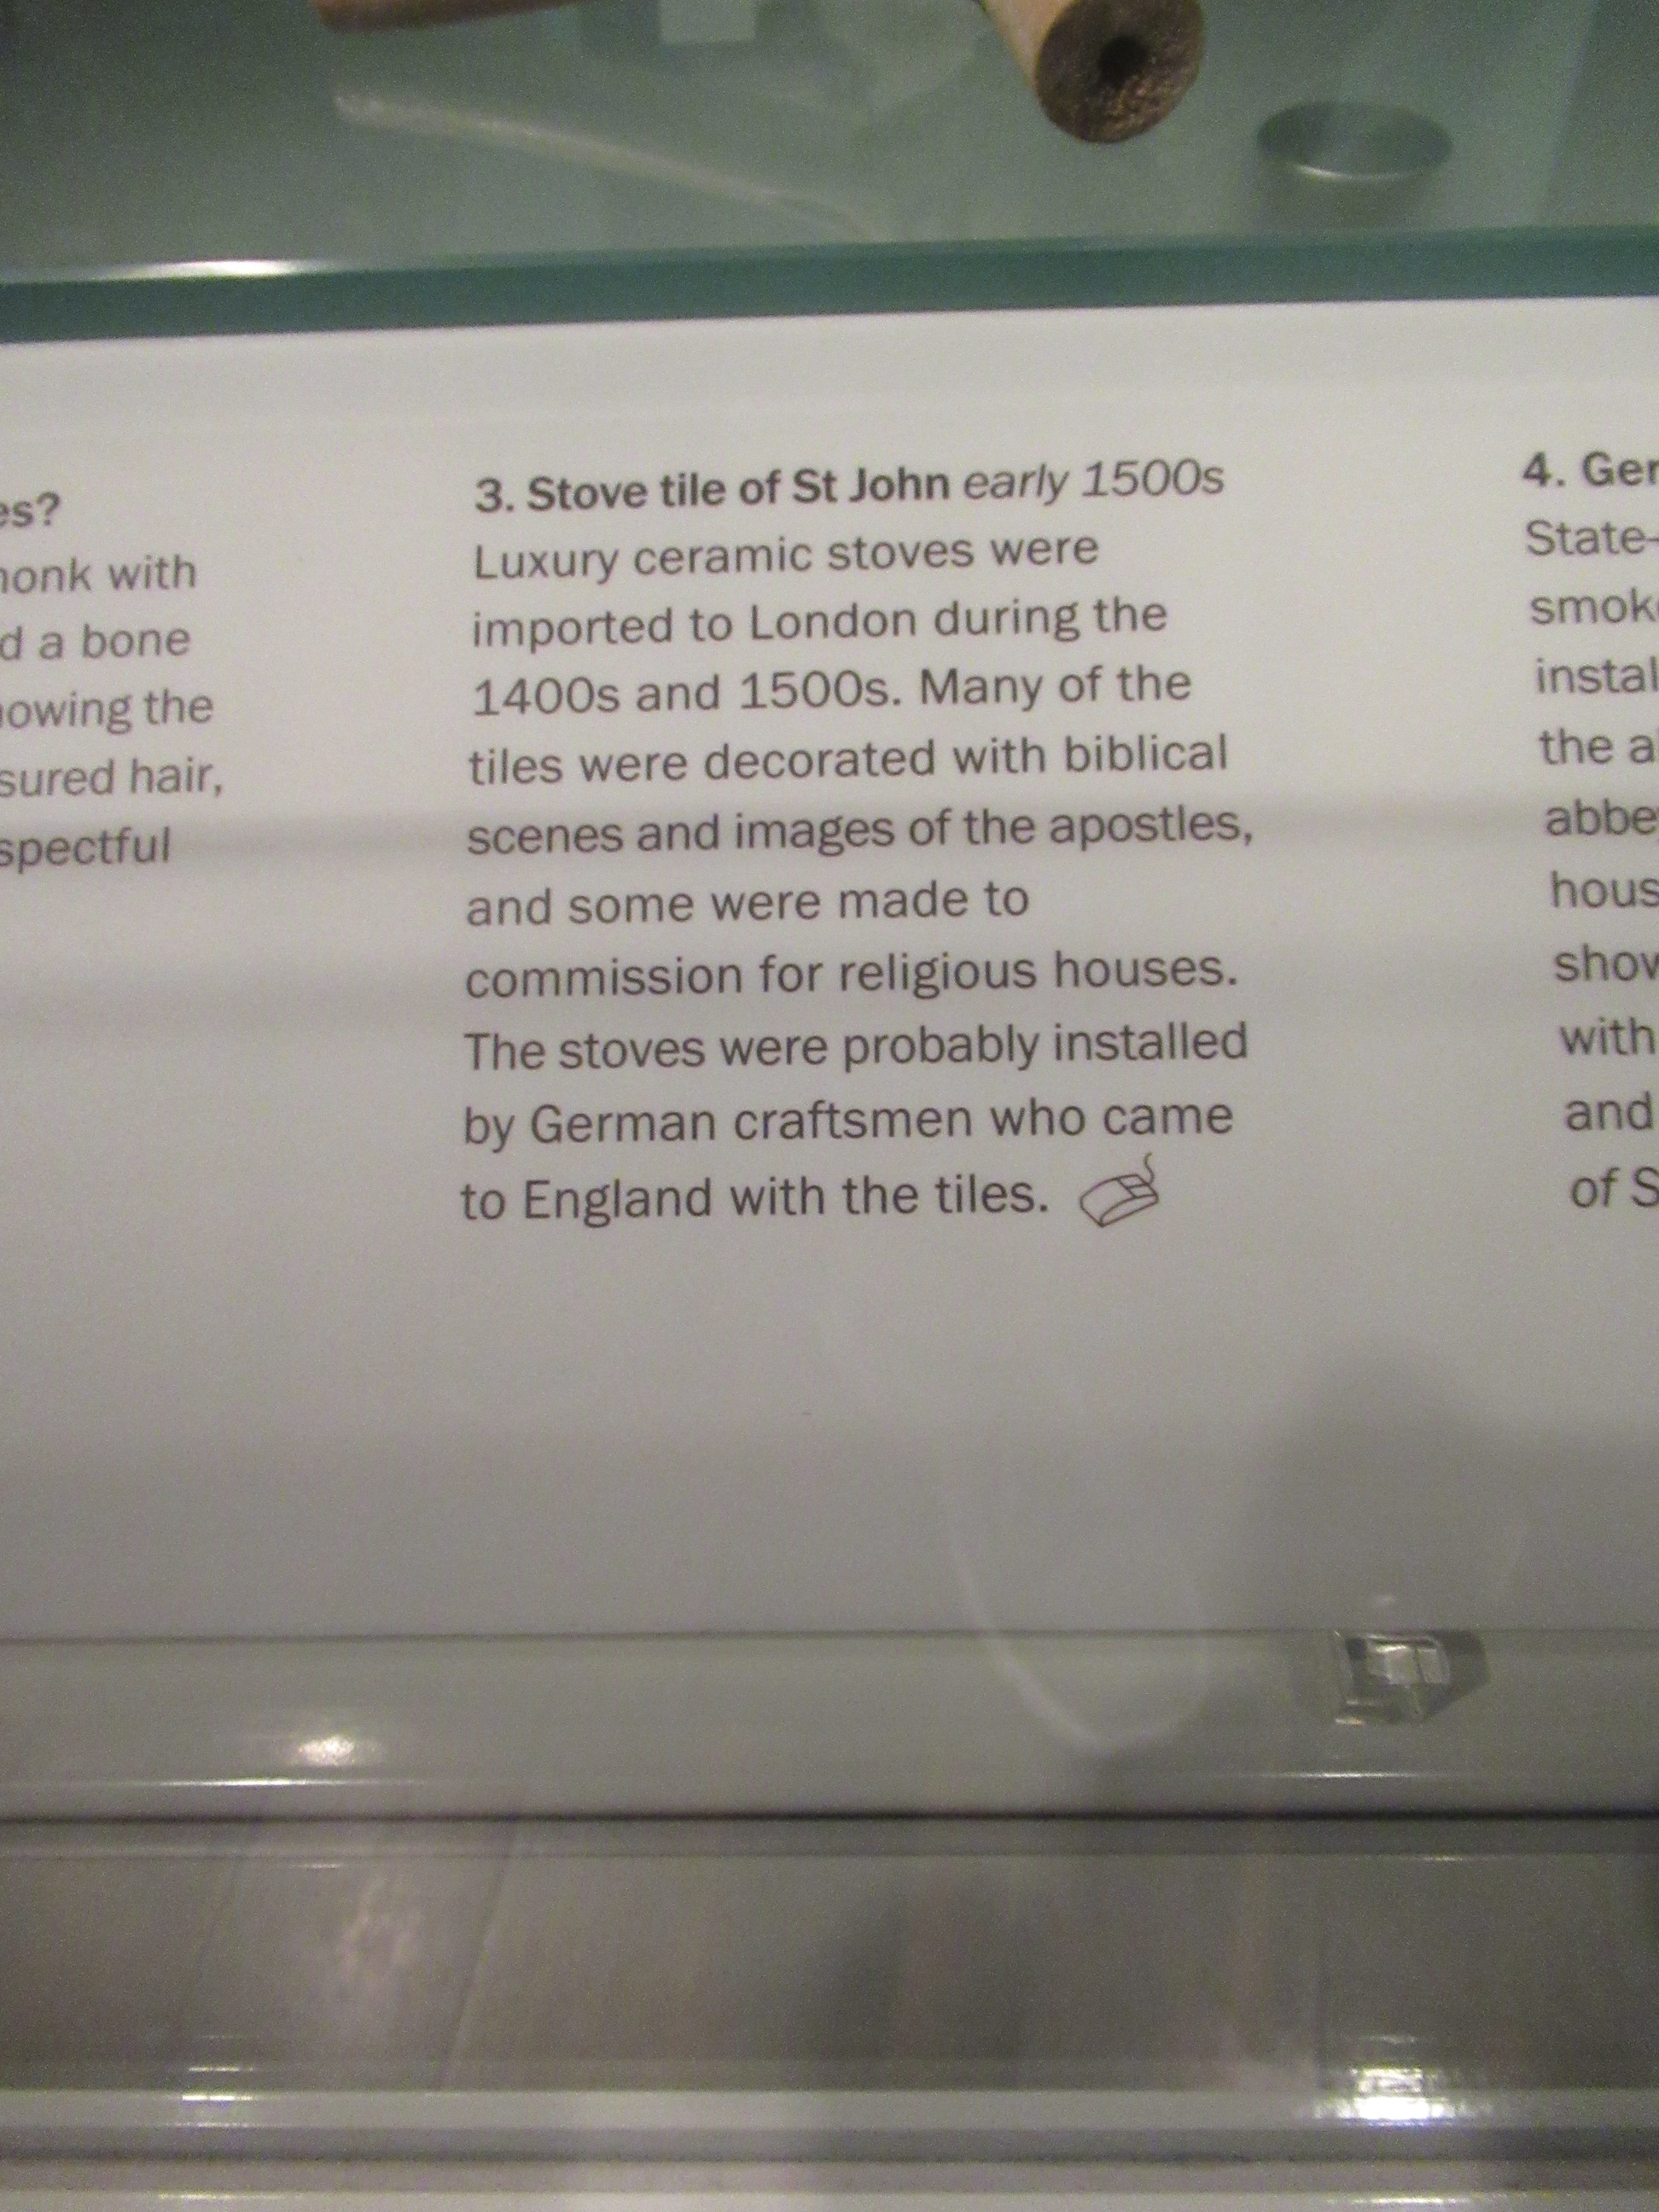 es?
monk with
d a bone
howing the
sured hair,
spectful
3. Stove tile of St John early 1500s
Luxury ceramic stoves were
imported to London during the
1400s and 1500s. Many of the
tiles were decorated with biblical
scenes and images of the apostles,
and some were made to
commission for religious houses.
The stoves were probably installed
by German craftsmen who came
to England with the tiles.
4. Ger
State-
smok
instal
the a
abbe
hous
show
with
and
of S